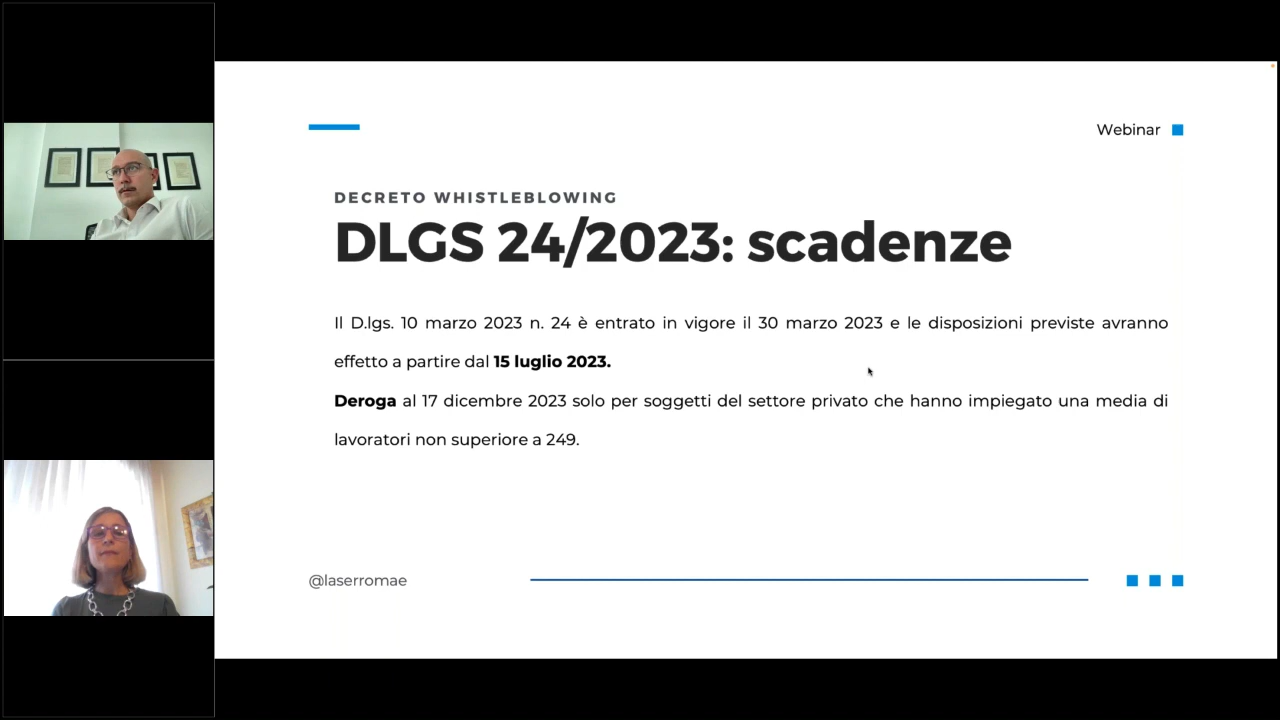 Webinar
DECRETO WHISTLEBLOWING
DLGS 24/2023: scadenze
Il D.lgs. 10 marzo 2023 n. 24 è entrato in vigore il 30 marzo 2023 e le disposizioni previste avranno
effetto a partire dal 15 luglio 2023.
Deroga al 17 dicembre 2023 solo per soggetti del settore privato che hanno impiegato una media di
lavoratori non superiore a 249.
@laserromae